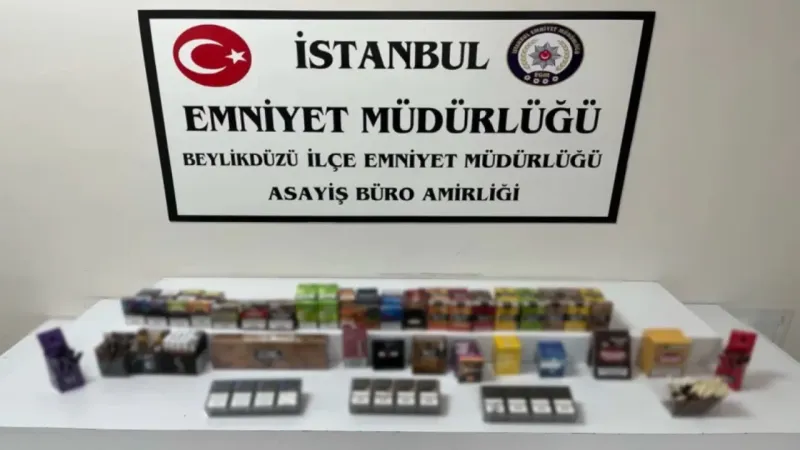 İSTANBUL
EMNİYET MÜDÜRLÜĞÜ
BEYLİKDÜZÜ İLÇE EMNİYET MÜDÜRLÜĞÜ
ASAYİŞ BÜRO AMİRLİĞİ